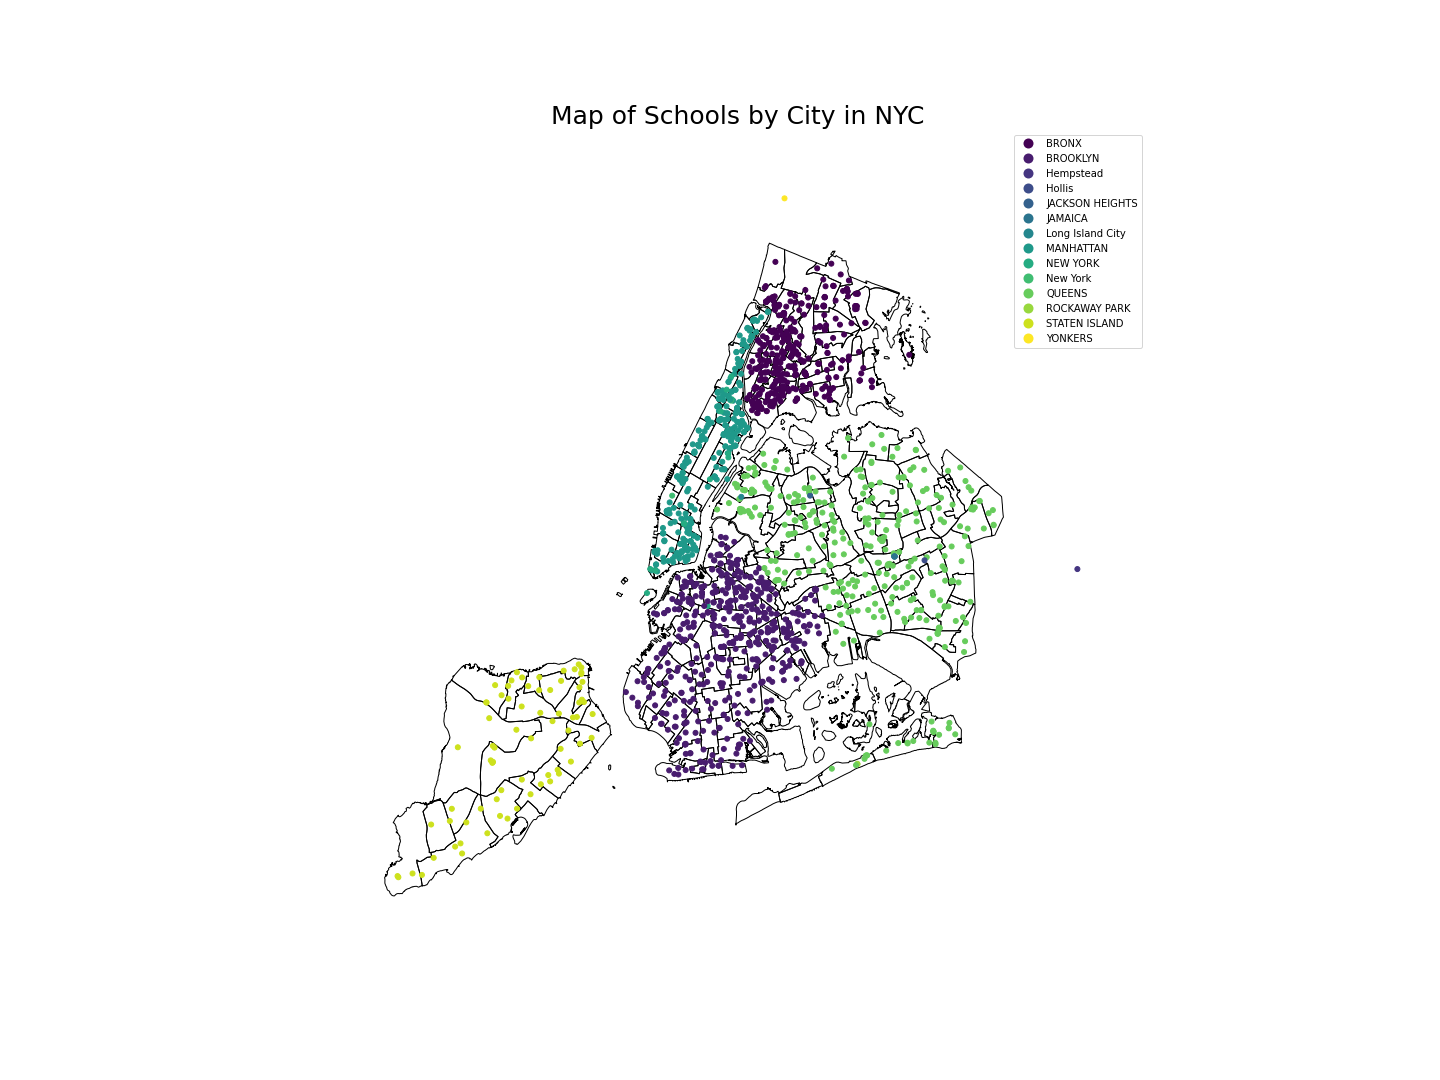 Map of Schools by City in NYC
BRONX
BROOKLYN
Hempstead
Hollis
JACKSON HEIGHTS
JAMAICA
Long Island City
MANHATTAN
NEW YORK
New York
QUEENS
ROCKAWAY PARK
STATEN ISLAND
YONKERS